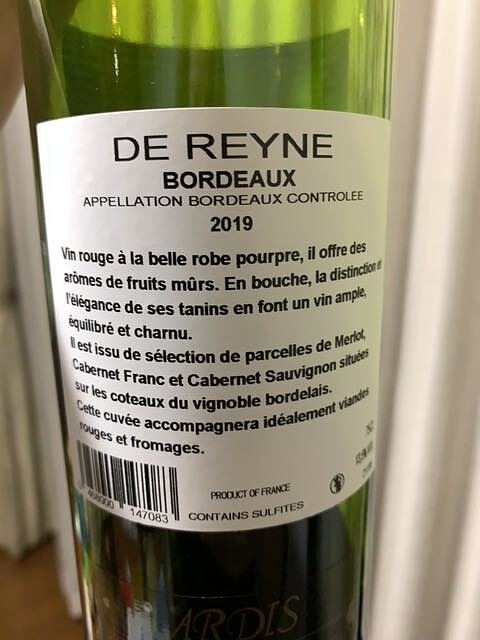 DE REYNE
BORDEAUX
APPELLATION BORDEAUX CONTROLEE
2019
Vin rouge à la belle robe pourpre, il offre des
arômes de fruits mûrs. En bouche, la distinction et
l'élégance de ses tanins en font un vin ample,
équilibré et charnu.
Il est issu de sélection de parcelles de Merlot,
Cabernet Franc et Cabernet Sauvignon situées
sur les coteaux du vignoble bordelais.
Cette cuvée accompagnera idéalement viandes
rouges et fromages.
75CL
PRODUCT OF FRANCE
CONTAINS SULFITES
147083
ARDIS